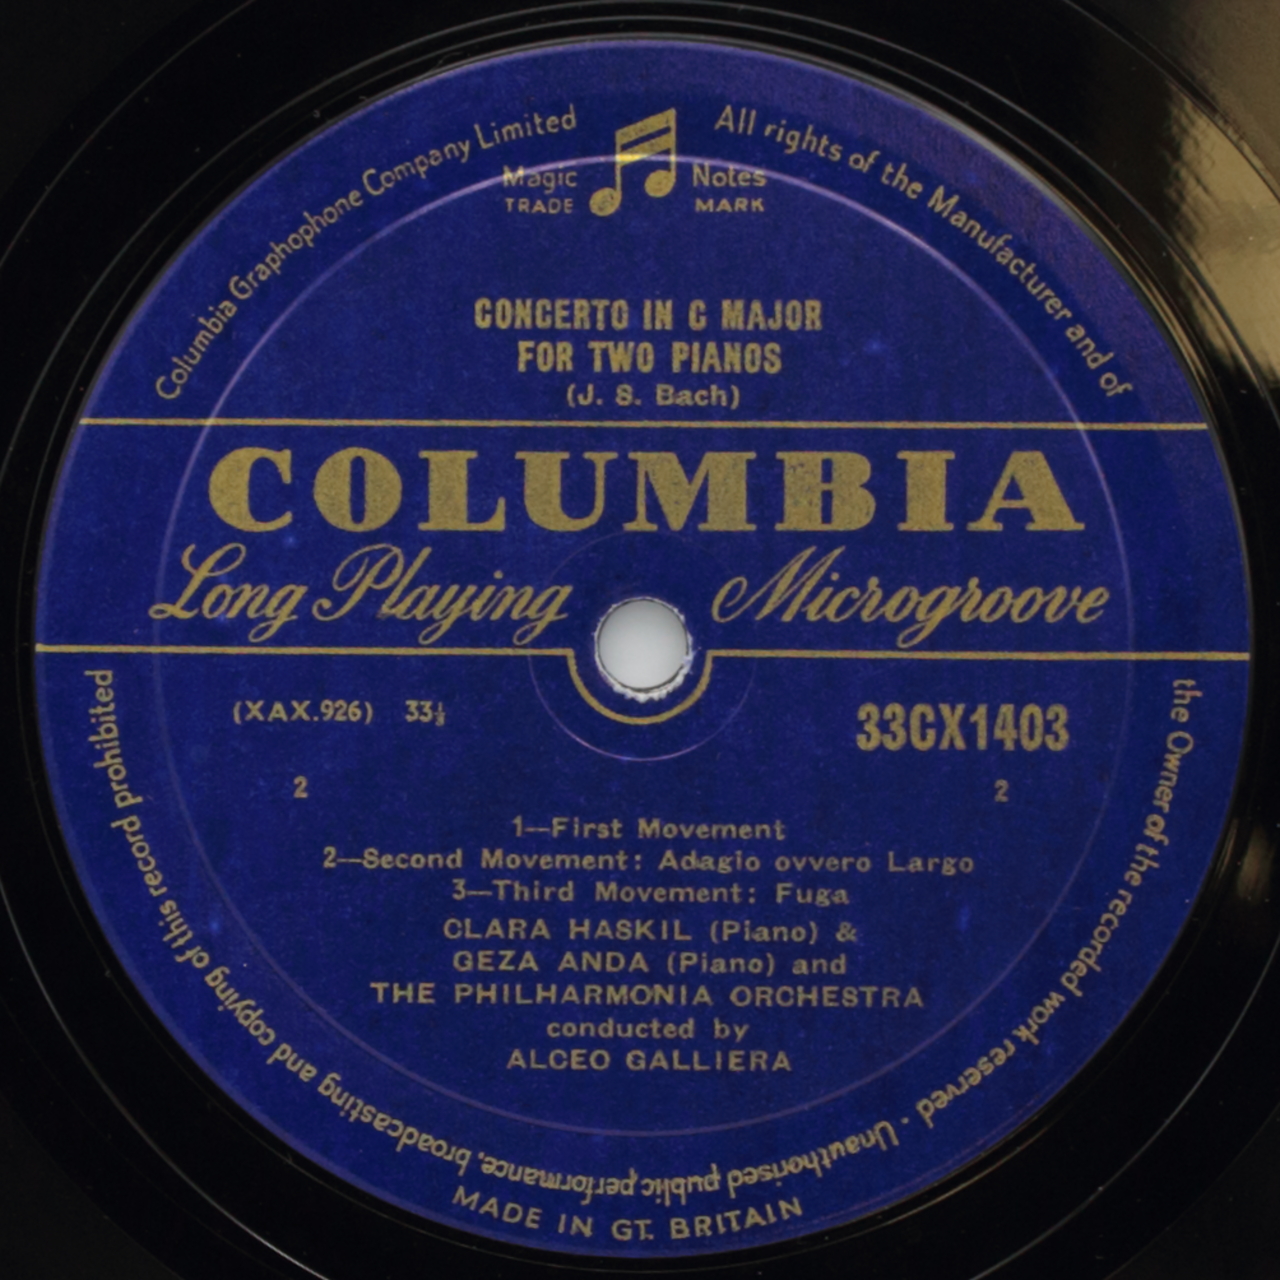 Columbia Graphophone Company Limited
All rights of the Manufacturer and of
the Owner of the recorded work reserved · Unauthorised public performance, broadcasting and copying of this record prohibited
Magic Notes
TRADE MARK
CONCERTO IN C MAJOR
FOR TWO PIANOS
(J. S. Bach)
COLUMBIA
Long Playing Microgroove
(XAX.926) 33⅓ 33CX1403
2 2
1—First Movement
2—Second Movement: Adagio ovvero Largo
3—Third Movement: Fuga
CLARA HASKIL (Piano) &
GEZA ANDA (Piano) and
THE PHILHARMONIA ORCHESTRA
conducted by
ALCEO GALLIERA
MADE IN GT. BRITAIN